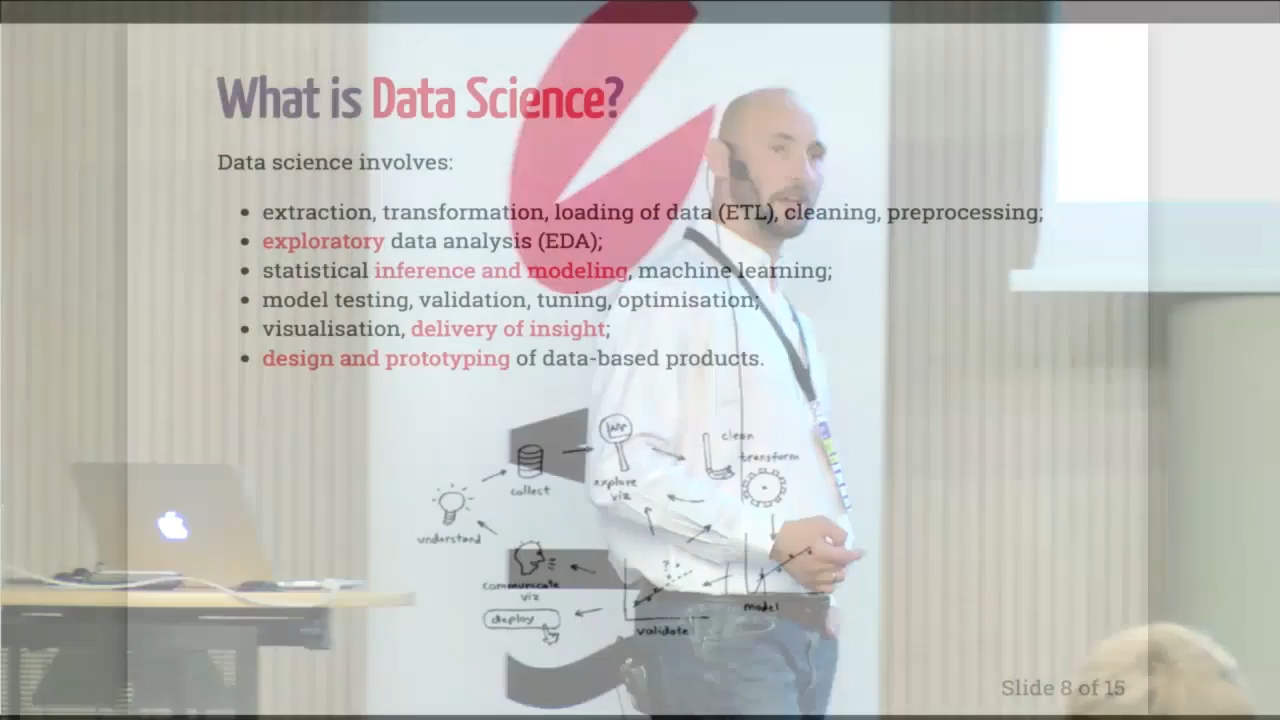 What is Data Science?
Data science involves:
• extraction, transformation, loading of data (ETL), cleaning, preprocessing;
• exploratory data analysis (EDA);
• statistical inference and modeling, machine learning;
• model testing, validation, tuning, optimisation;
• visualisation, delivery of insight;
• design and prototyping of data-based products.
clean
transform
collect
explore
viz
understand
communicate
viz
?
model
deploy
validate
Slide 8 of 15